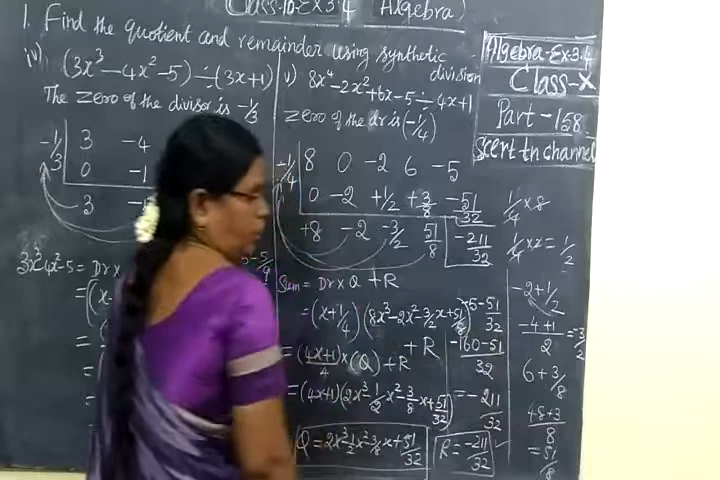 Class-10-Ex 3.4 Algebra)
1. Find the quotient and remainder using synthetic division
iv) (3x³ - 4x² - 5) ÷ (3x+1)
The zero of the divisor is -1/3
-1/3 | 3 -4
0 -1
3
3x³ - 4x² - 5 = Dr x
v) 8x⁴ - 2x² + 6x - 5 ÷ 4x+1
zero of the dr is (-1/4)
-1/4 | 8 0 -2 6 -5
0 -2 +1/2 +3/8 -51/32
+8 -2 -3/2 51/8 -211/32
Sum = Dr x Q + R
= (x+1/4) (8x³ - 2x² - 3/2 x + 51/8) + R
= (4x+1)/4 x (Q) + R
= (4x+1) (2x³ - 1/2 x² - 3/8 x + 51/32)
Q = 2x³ - 1/2 x² - 3/8 x + 51/32
R = -211/32
-5 - 51/32
-160-51/32
= -211/32
1/4 x 8
1/4 x 2 = 1/2
-2 + 1/2
-4+1/2 = -3/2
6 + 3/8
48+3/8
= 51/8
Algebra-Ex 3.4
Class-X
Part - 158
scert tn channel